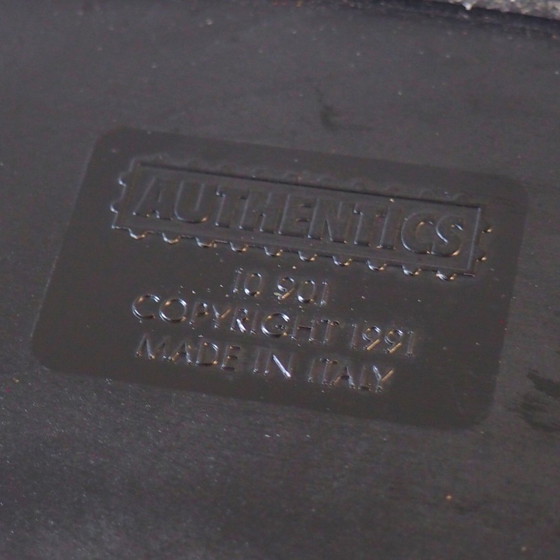 AUTHENTICS
10 901
COPYRIGHT 1991
MADE IN ITALY